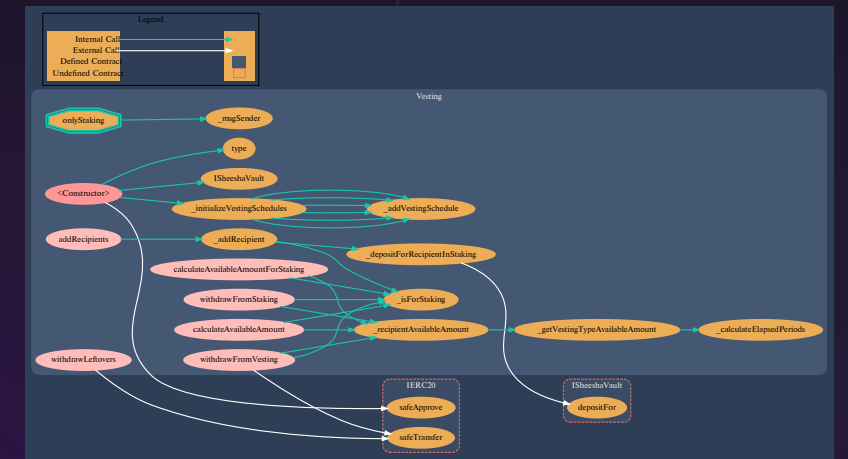 Legend
Internal Call
External Call
Defined Contract
Undefined Contract
Vesting
onlyStaking
_msgSender
type
ISheeshaVault
<Constructor>
_initializeVestingSchedules
_addVestingSchedule
addRecipients
_addRecipient
_depositForRecipientInStaking
calculateAvailableAmountForStaking
withdrawFromStaking
_isForStaking
calculateAvailableAmount
_recipientAvailableAmount
_getVestingTypeAvailableAmount
_calculateElapsedPeriods
withdrawLeftovers
withdrawFromVesting
IERC20
ISheeshaVault
safeApprove
depositFor
safeTransfer